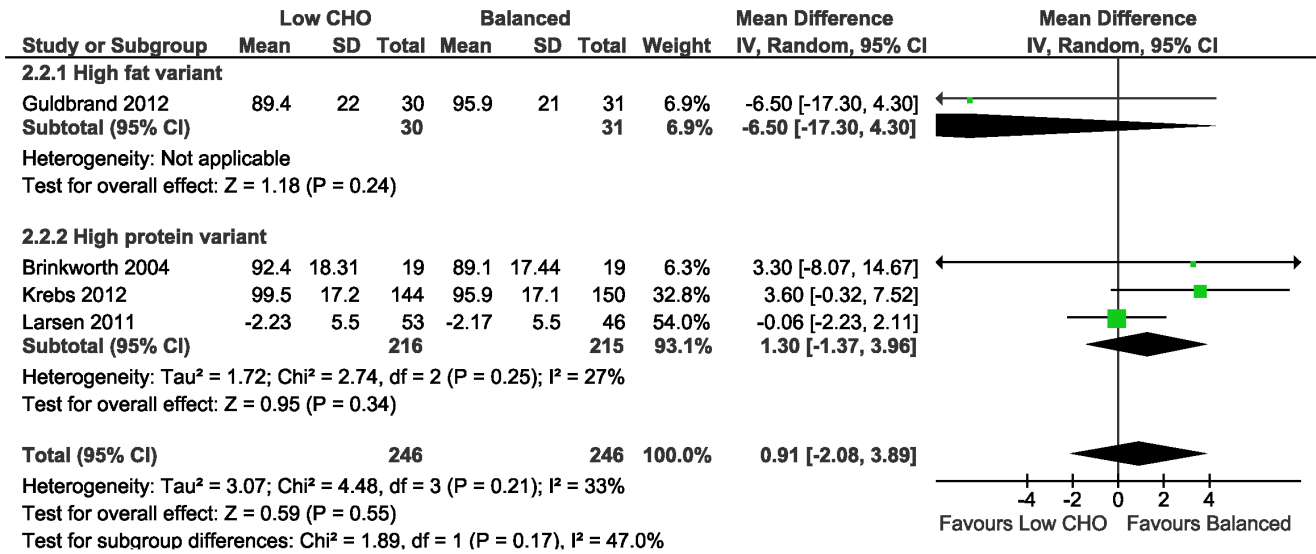 Low CHO Balanced Mean Difference Mean Difference
Study or Subgroup Mean SD Total Mean SD Total Weight IV, Random, 95% CI IV, Random, 95% CI
2.2.1 High fat variant
Guldbrand 2012 89.4 22 30 95.9 21 31 6.9% -6.50 [-17.30, 4.30]
Subtotal (95% CI) 30 31 6.9% -6.50 [-17.30, 4.30]
Heterogeneity: Not applicable
Test for overall effect: Z = 1.18 (P = 0.24)
2.2.2 High protein variant
Brinkworth 2004 92.4 18.31 19 89.1 17.44 19 6.3% 3.30 [-8.07, 14.67]
Krebs 2012 99.5 17.2 144 95.9 17.1 150 32.8% 3.60 [-0.32, 7.52]
Larsen 2011 -2.23 5.5 53 -2.17 5.5 46 54.0% -0.06 [-2.23, 2.11]
Subtotal (95% CI) 216 215 93.1% 1.30 [-1.37, 3.96]
Heterogeneity: Tau² = 1.72; Chi² = 2.74, df = 2 (P = 0.25); I² = 27%
Test for overall effect: Z = 0.95 (P = 0.34)
Total (95% CI) 246 246 100.0% 0.91 [-2.08, 3.89]
Heterogeneity: Tau² = 3.07; Chi² = 4.48, df = 3 (P = 0.21); I² = 33%
Test for overall effect: Z = 0.59 (P = 0.55)
Test for subgroup differences: Chi² = 1.89, df = 1 (P = 0.17), I² = 47.0%
-4 -2 0 2 4
Favours Low CHO Favours Balanced